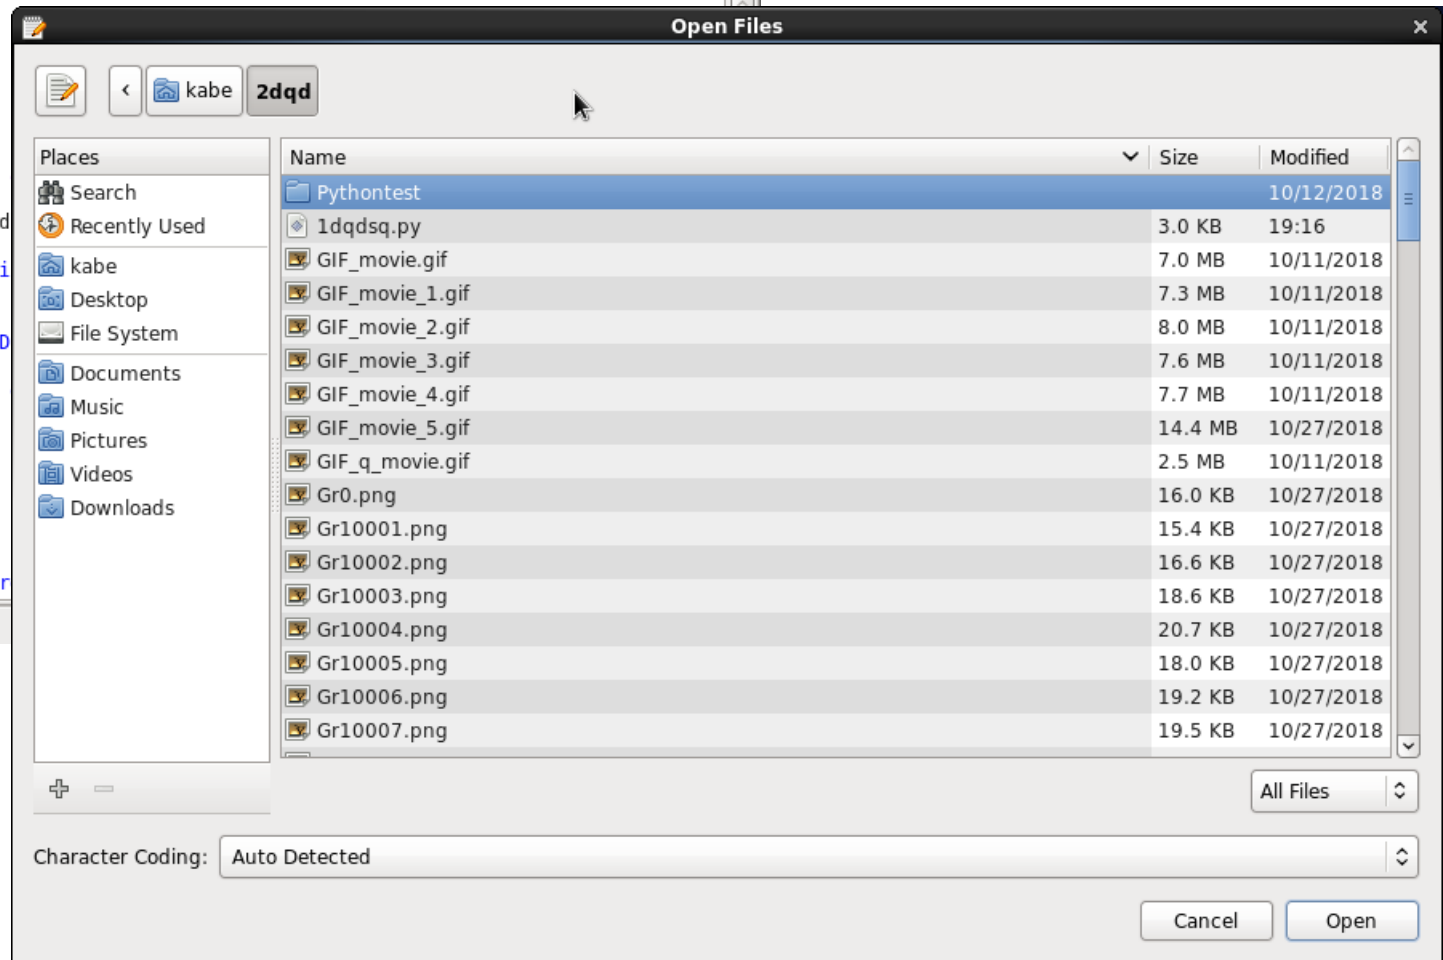 Open Files
kabe 2dqd
Places
Search
Recently Used
kabe
Desktop
File System
Documents
Music
Pictures
Videos
Downloads
Name Size Modified
Pythontest 10/12/2018
1dqdsq.py 3.0 KB 19:16
GIF_movie.gif 7.0 MB 10/11/2018
GIF_movie_1.gif 7.3 MB 10/11/2018
GIF_movie_2.gif 8.0 MB 10/11/2018
GIF_movie_3.gif 7.6 MB 10/11/2018
GIF_movie_4.gif 7.7 MB 10/11/2018
GIF_movie_5.gif 14.4 MB 10/27/2018
GIF_q_movie.gif 2.5 MB 10/11/2018
Gr0.png 16.0 KB 10/27/2018
Gr10001.png 15.4 KB 10/27/2018
Gr10002.png 16.6 KB 10/27/2018
Gr10003.png 18.6 KB 10/27/2018
Gr10004.png 20.7 KB 10/27/2018
Gr10005.png 18.0 KB 10/27/2018
Gr10006.png 19.2 KB 10/27/2018
Gr10007.png 19.5 KB 10/27/2018
All Files
Character Coding: Auto Detected
Cancel Open